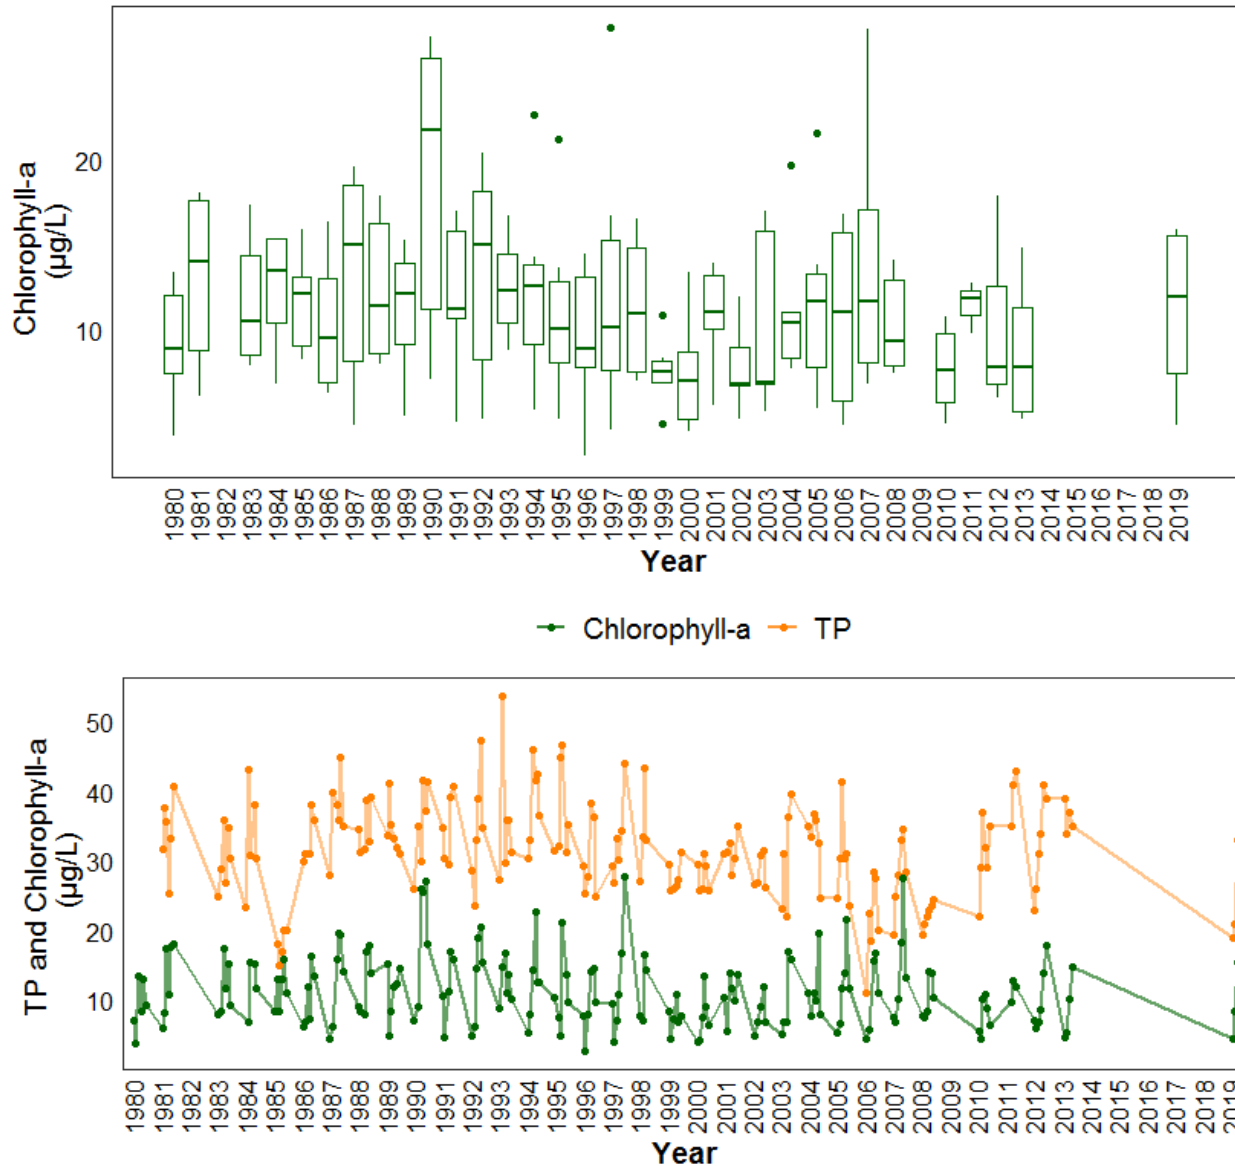 Chlorophyll-a
(µg/L)
20
10
1980 1981 1982 1983 1984 1985 1986 1987 1988 1989 1990 1991 1992 1993 1994 1995 1996 1997 1998 1999 2000 2001 2002 2003 2004 2005 2006 2007 2008 2009 2010 2011 2012 2013 2014 2015 2016 2017 2018 2019
Year
Chlorophyll-a TP
TP and Chlorophyll-a
(µg/L)
50
40
30
20
10
1980 1981 1982 1983 1984 1985 1986 1987 1988 1989 1990 1991 1992 1993 1994 1995 1996 1997 1998 1999 2000 2001 2002 2003 2004 2005 2006 2007 2008 2009 2010 2011 2012 2013 2014 2015 2016 2017 2018 2019
Year